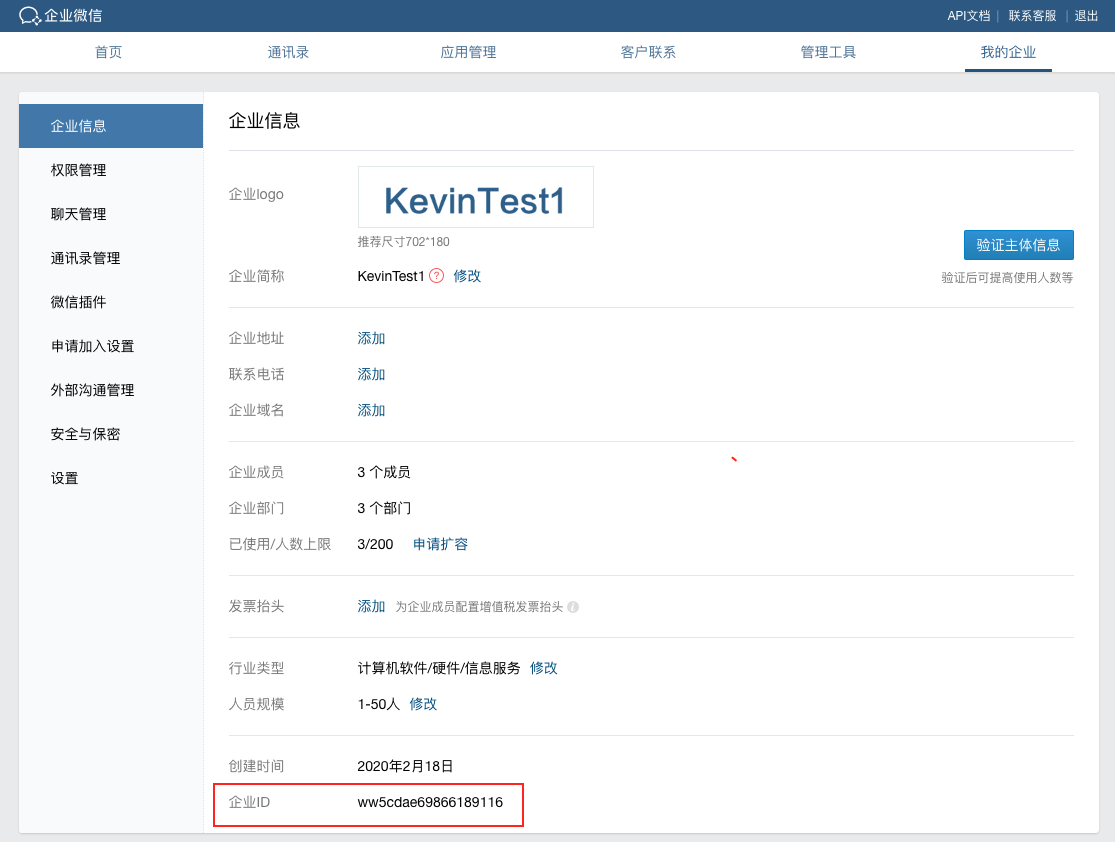 企业微信
API文档 | 联系客服 | 退出
首页 通讯录 应用管理 客户联系 管理工具 我的企业
企业信息
权限管理
聊天管理
通讯录管理
微信插件
申请加入设置
外部沟通管理
安全与保密
设置
企业信息
企业logo KevinTest1
推荐尺寸702*180
验证主体信息
企业简称 KevinTest1 ? 修改
验证后可提高使用人数等
企业地址 添加
联系电话 添加
企业域名 添加
企业成员 3 个成员
企业部门 3 个部门
已使用/人数上限 3/200 申请扩容
发票抬头 添加 为企业成员配置增值税发票抬头 i
行业类型 计算机软件/硬件/信息服务 修改
人员规模 1-50人 修改
创建时间 2020年2月18日
企业ID ww5cdae69866189116